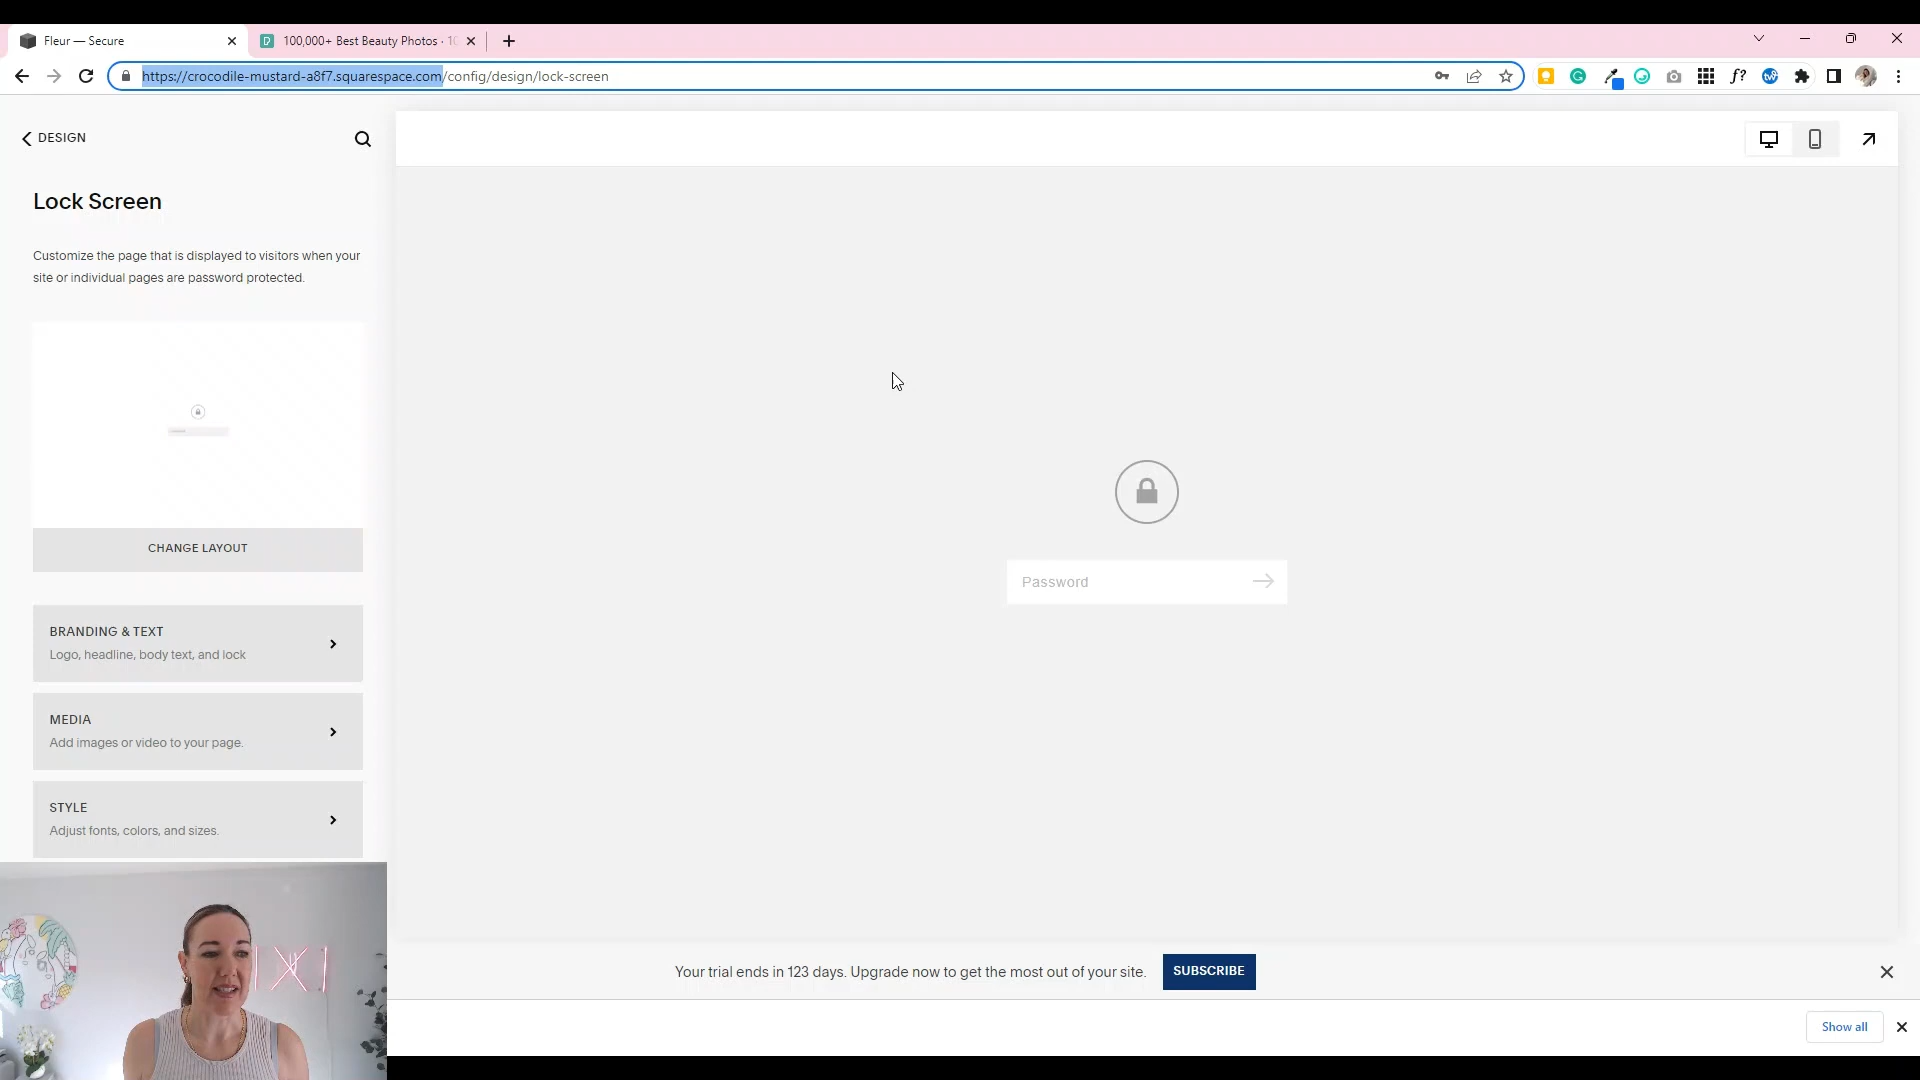 Fleur — Secure
100,000+ Best Beauty Photos · 10
https://crocodile-mustard-a8f7.squarespace.com/config/design/lock-screen
DESIGN
Lock Screen
Customize the page that is displayed to visitors when your
site or individual pages are password protected.
CHANGE LAYOUT
BRANDING & TEXT
Logo, headline, body text, and lock
MEDIA
Add images or video to your page.
STYLE
Adjust fonts, colors, and sizes.
Password
Your trial ends in 123 days. Upgrade now to get the most out of your site.
SUBSCRIBE
Show all